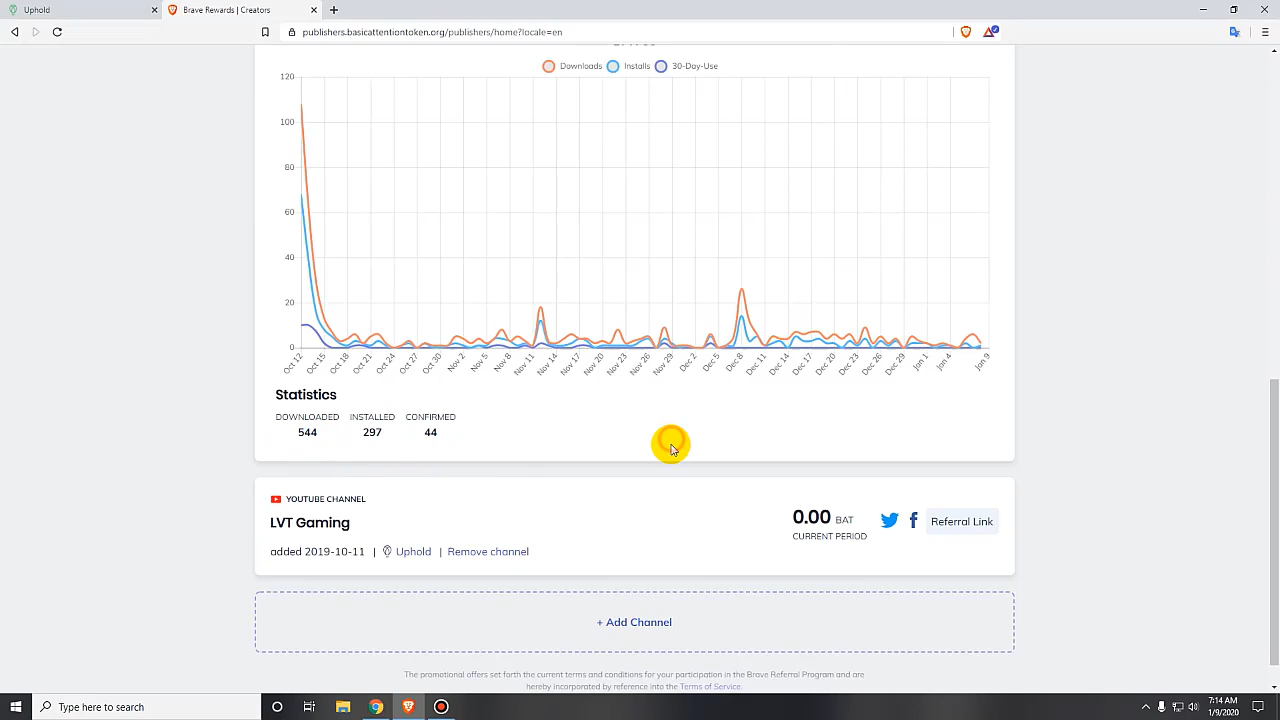 Uphold
Brave Rewards | Creators
publishers.basicattentiontoken.org/publishers/home?locale=en
Downloads Installs 30-Day-Use
120
100
80
60
40
20
0
Oct 12 Oct 15 Oct 18 Oct 21 Oct 24 Oct 27 Oct 30 Nov 2 Nov 5 Nov 8 Nov 11 Nov 14 Nov 17 Nov 20 Nov 23 Nov 26 Nov 29 Dec 2 Dec 5 Dec 8 Dec 11 Dec 14 Dec 17 Dec 20 Dec 23 Dec 26 Dec 29 Jan 1 Jan 4 Jan 9
Statistics
DOWNLOADED INSTALLED CONFIRMED
544 297 44
YOUTUBE CHANNEL
LVT Gaming
0.00 BAT
CURRENT PERIOD
Referral Link
added 2019-10-11 | Uphold | Remove channel
+ Add Channel
The promotional offers set forth the current terms and conditions for your participation in the Brave Referral Program and are
hereby incorporated by reference into the Terms of Service.
Type here to search
7:14 AM
1/9/2020